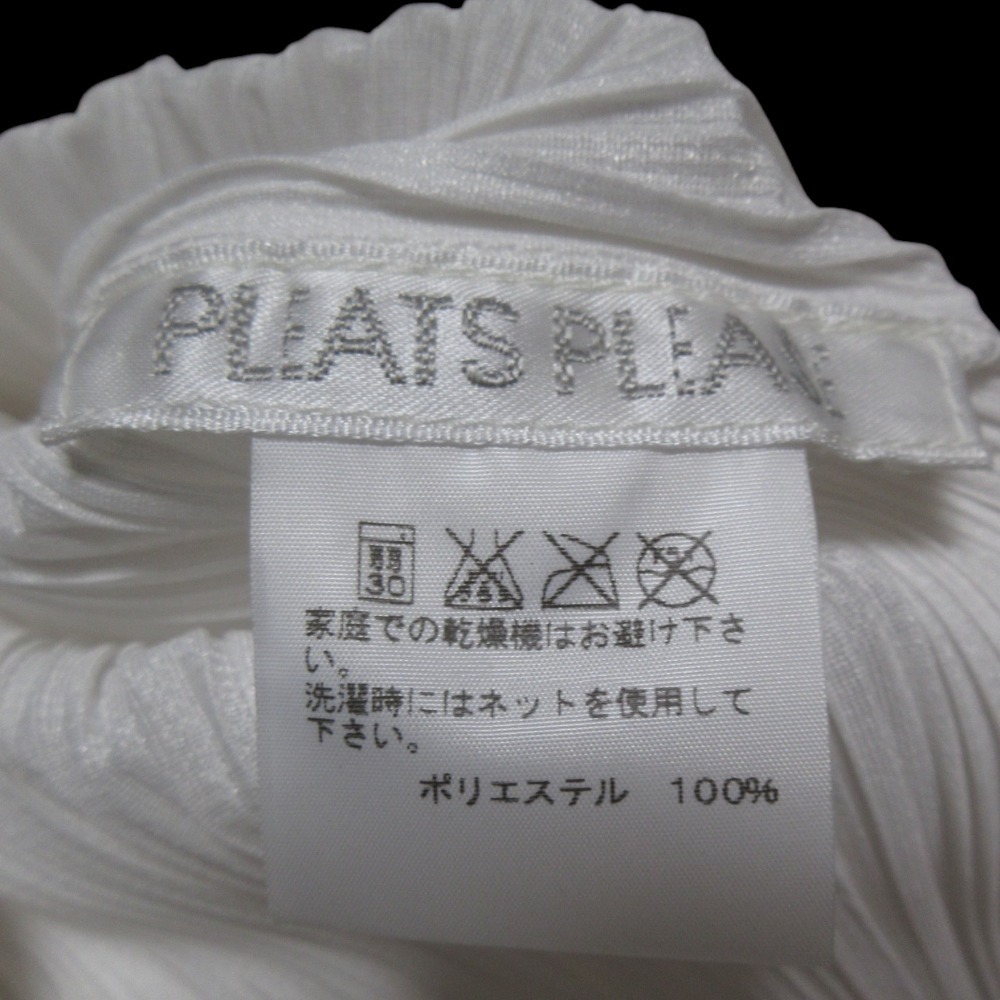 PLEATS PLEA
弱
30
家庭での乾燥機はお避け下さ
い。
洗濯時にはネットを使用して
下さい。
ポリエステル 100%